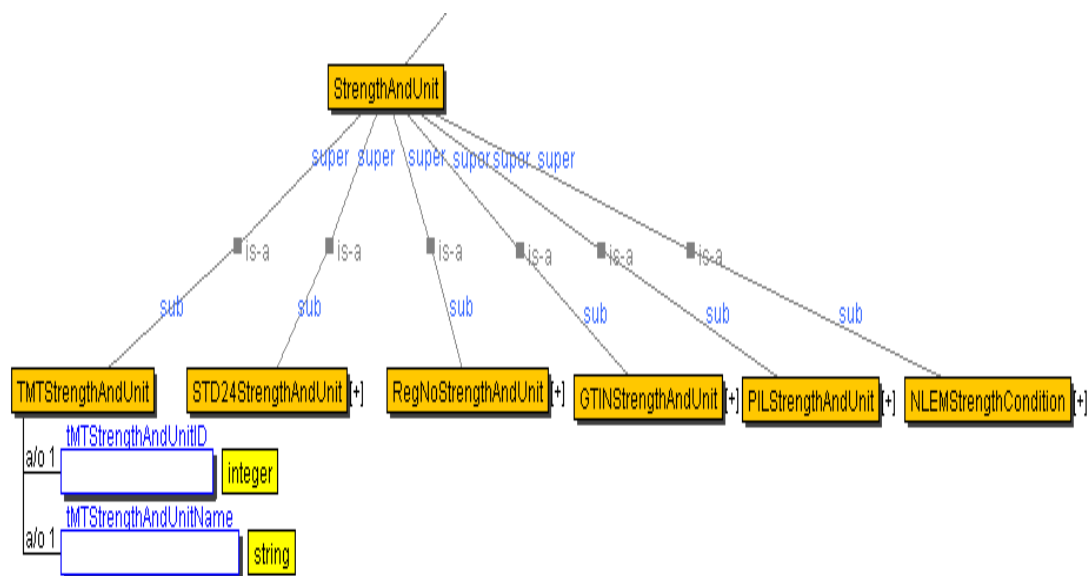 StrengthAndUnit
super super super super super super
is-a is-a is-a is-a is-a is-a
sub sub sub sub sub sub
TMTStrengthAndUnit STD24StrengthAndUnit [+] RegNoStrengthAndUnit [+] GTINStrengthAndUnit [+] PILStrengthAndUnit [+] NLEMStrengthCondition [+]
tMTStrengthAndUnitID
a/o 1 integer
tMTStrengthAndUnitName
a/o 1 string